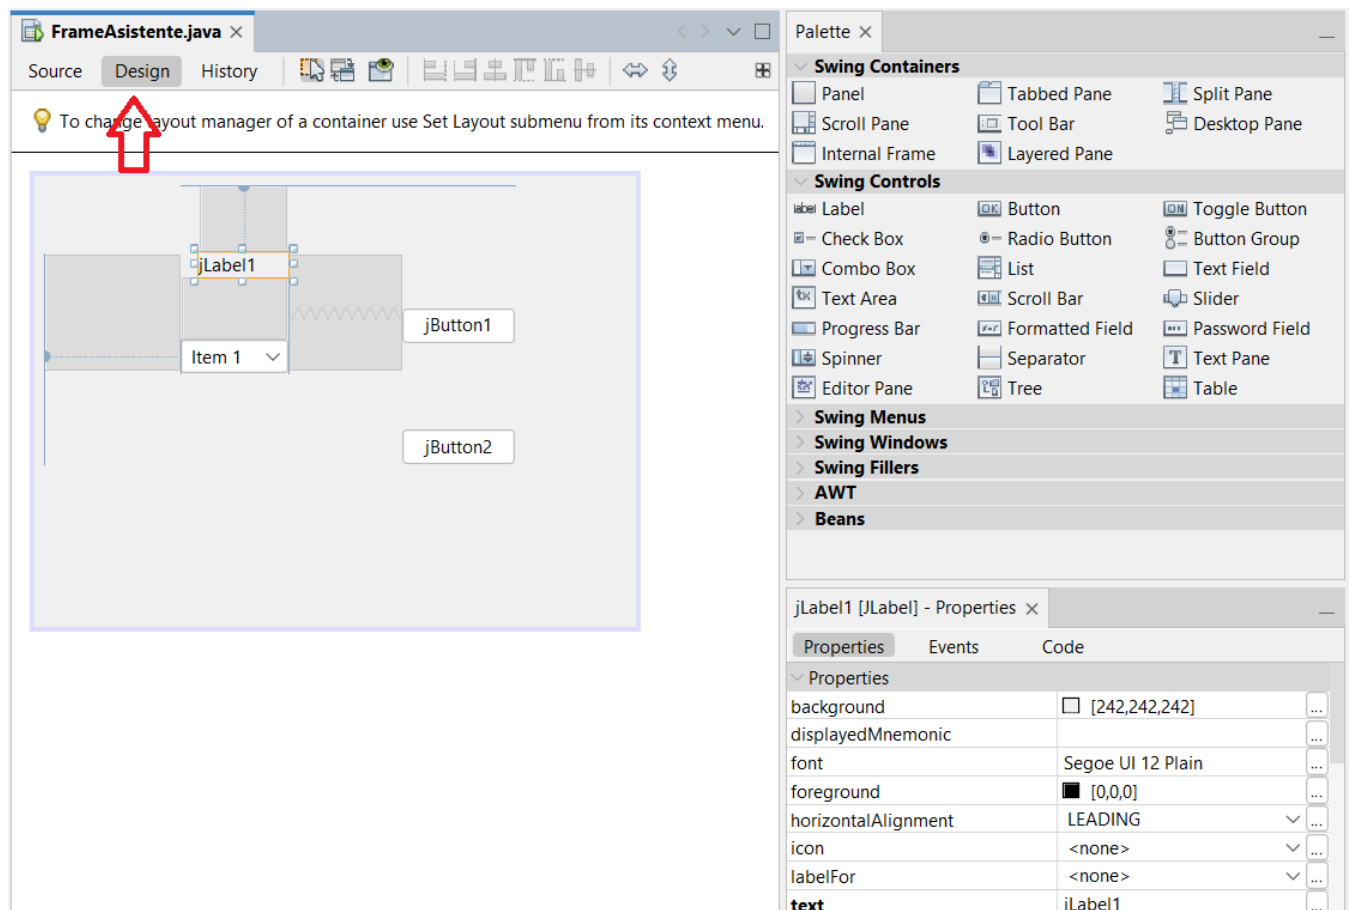 FrameAsistente.java
Source Design History
To change layout manager of a container use Set Layout submenu from its context menu.
jLabel1
jButton1
Item 1
jButton2
Palette
Swing Containers
Panel Tabbed Pane Split Pane
Scroll Pane Tool Bar Desktop Pane
Internal Frame Layered Pane
Swing Controls
label Label OK Button ON Toggle Button
Check Box Radio Button Button Group
Combo Box List Text Field
Text Area Scroll Bar Slider
Progress Bar Formatted Field Password Field
Spinner Separator T Text Pane
Editor Pane Tree Table
Swing Menus
Swing Windows
Swing Fillers
AWT
Beans
jLabel1 [JLabel] - Properties
Properties Events Code
Properties
background [242,242,242] ...
displayedMnemonic ...
font Segoe UI 12 Plain ...
foreground [0,0,0] ...
horizontalAlignment LEADING ...
icon <none> ...
labelFor <none> ...
text jLabel1 ...